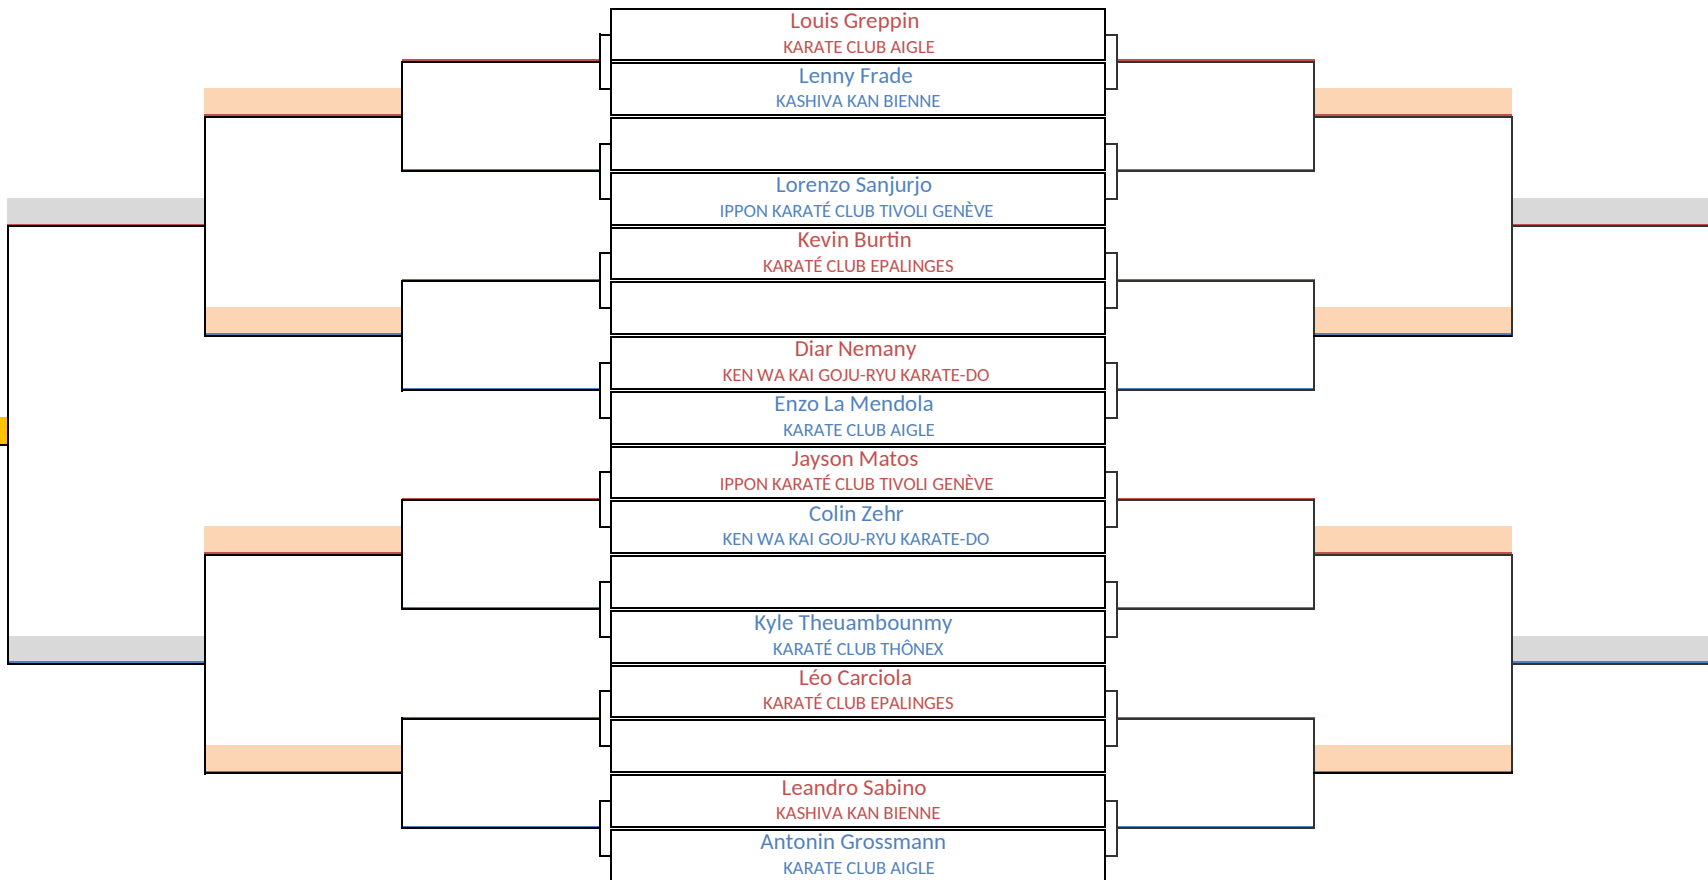 Louis Greppin
KARATE CLUB AIGLE
Lenny Frade
KASHIVA KAN BIENNE
Lorenzo Sanjurjo
IPPON KARATÉ CLUB TIVOLI GENÈVE
Kevin Burtin
KARATÉ CLUB EPALINGES
Diar Nemany
KEN WA KAI GOJU-RYU KARATE-DO
Enzo La Mendola
KARATE CLUB AIGLE
Jayson Matos
IPPON KARATÉ CLUB TIVOLI GENÈVE
Colin Zehr
KEN WA KAI GOJU-RYU KARATE-DO
Kyle Theuambounmy
KARATÉ CLUB THÔNEX
Léo Carciola
KARATÉ CLUB EPALINGES
Leandro Sabino
KASHIVA KAN BIENNE
Antonin Grossmann
KARATE CLUB AIGLE